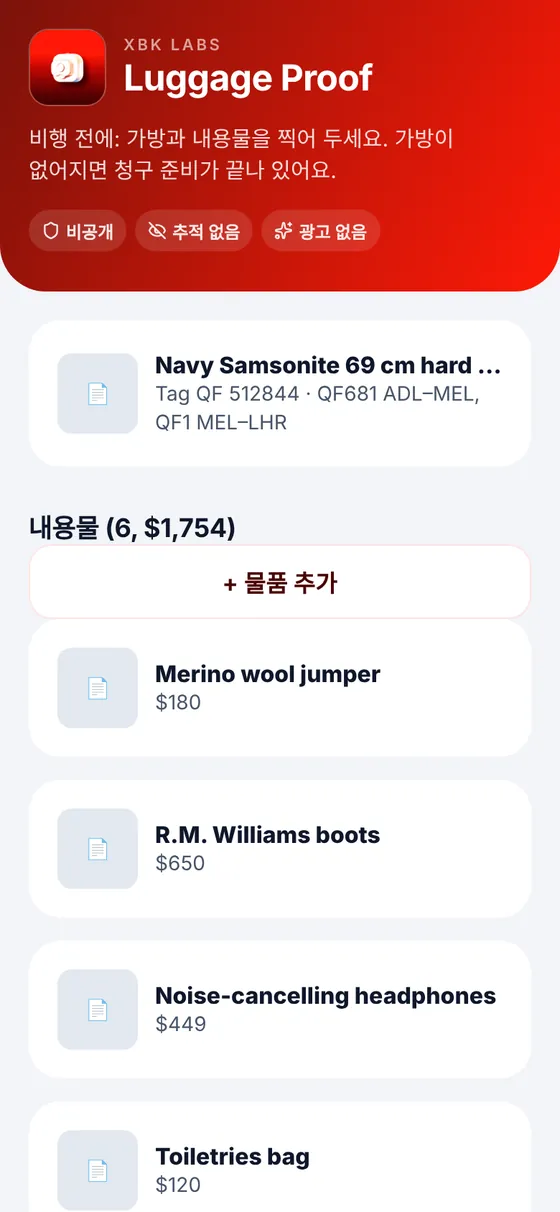 XBK LABS
Luggage Proof
비행 전에: 가방과 내용물을 찍어 두세요. 가방이
없어지면 청구 준비가 끝나 있어요.
비공개
추적 없음
광고 없음
Navy Samsonite 69 cm hard ...
Tag QF 512844 · QF681 ADL–MEL,
QF1 MEL–LHR
내용물 (6, $1,754)
+ 물품 추가
Merino wool jumper
$180
R.M. Williams boots
$650
Noise-cancelling headphones
$449
Toiletries bag
$120